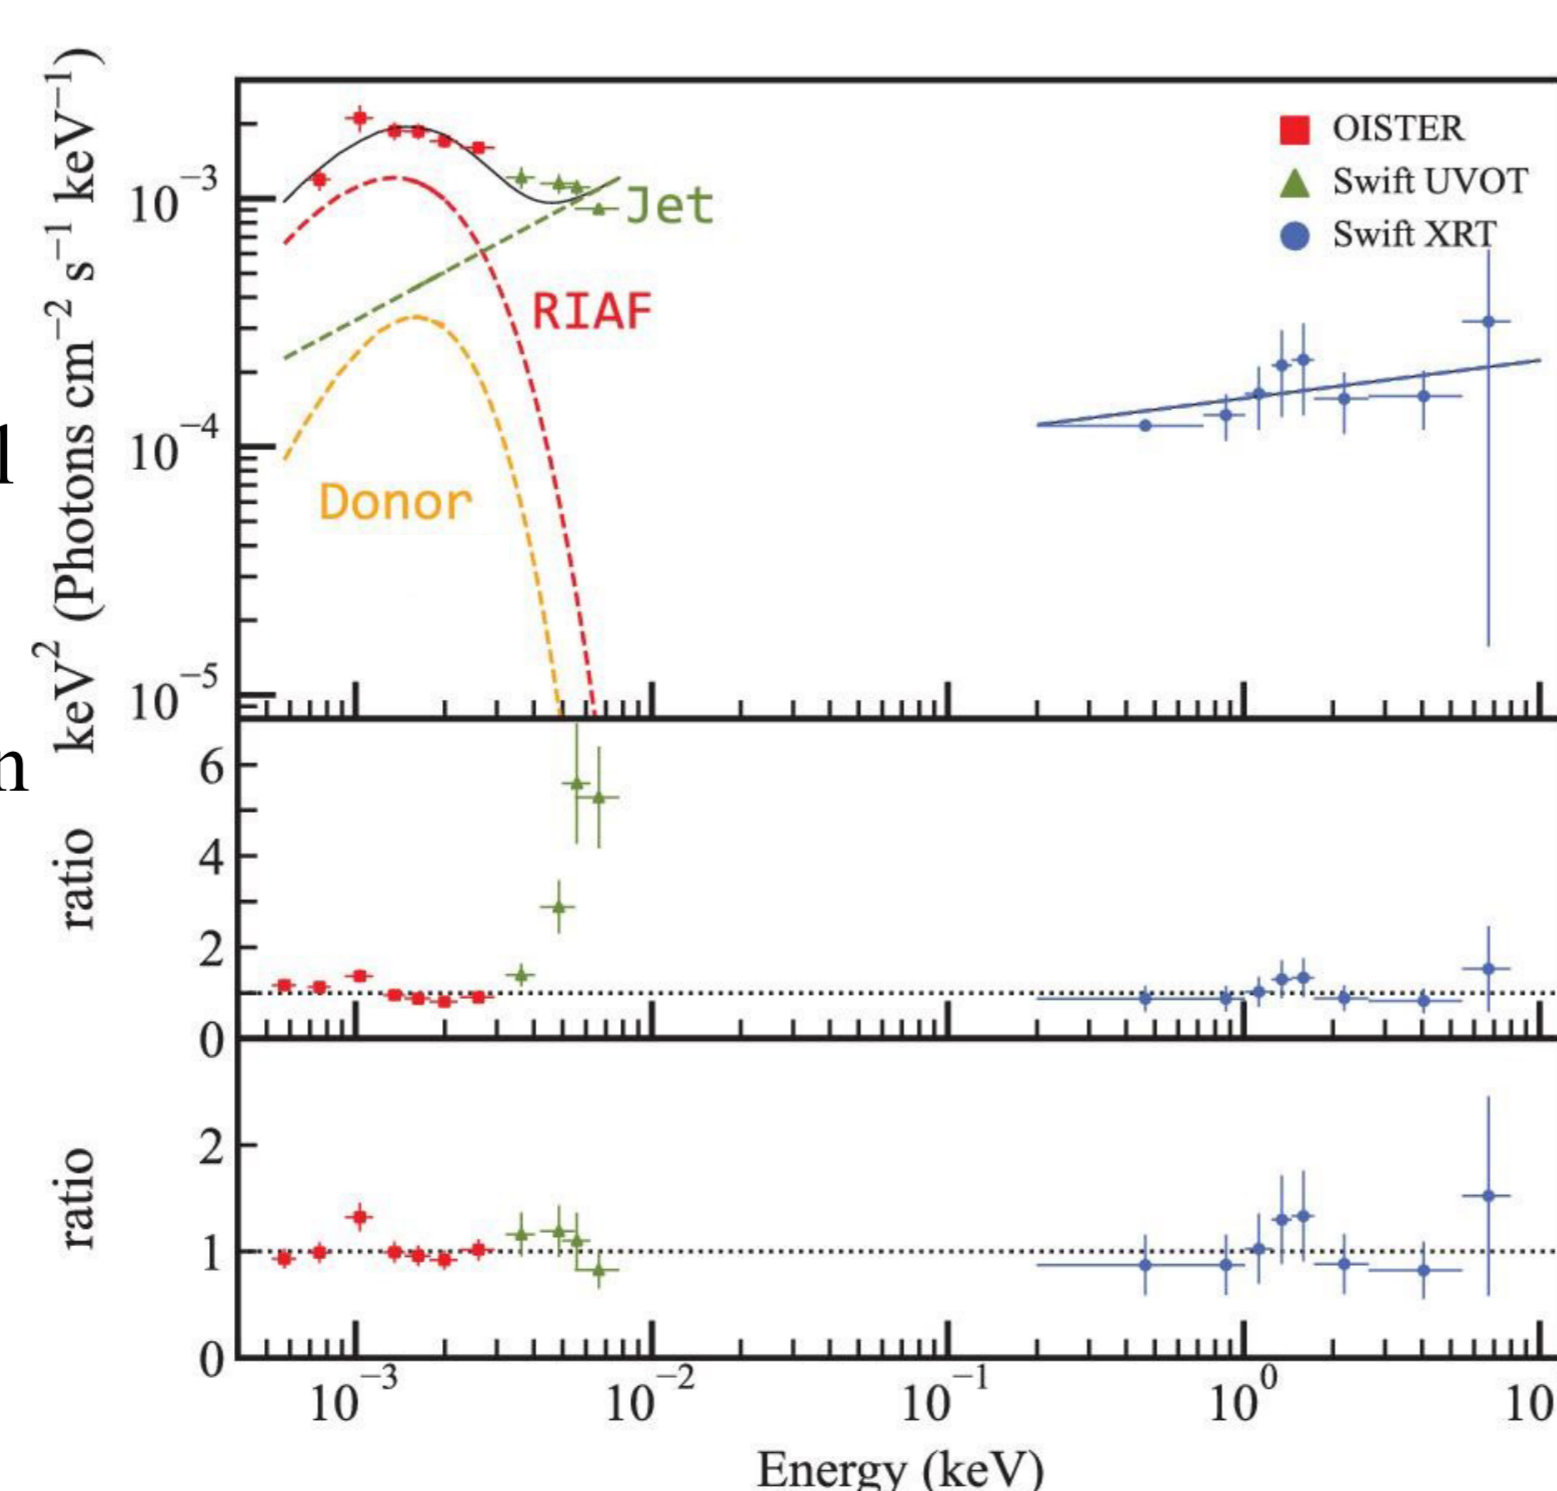 keV² (Photons cm⁻² s⁻¹ keV⁻¹)
10⁻³
10⁻⁴
10⁻⁵
OISTER
Swift UVOT
Swift XRT
Jet
RIAF
Donor
l
n
ratio
6
4
2
0
ratio
2
1
0
10⁻³ 10⁻² 10⁻¹ 10⁰ 10
Energy (keV)